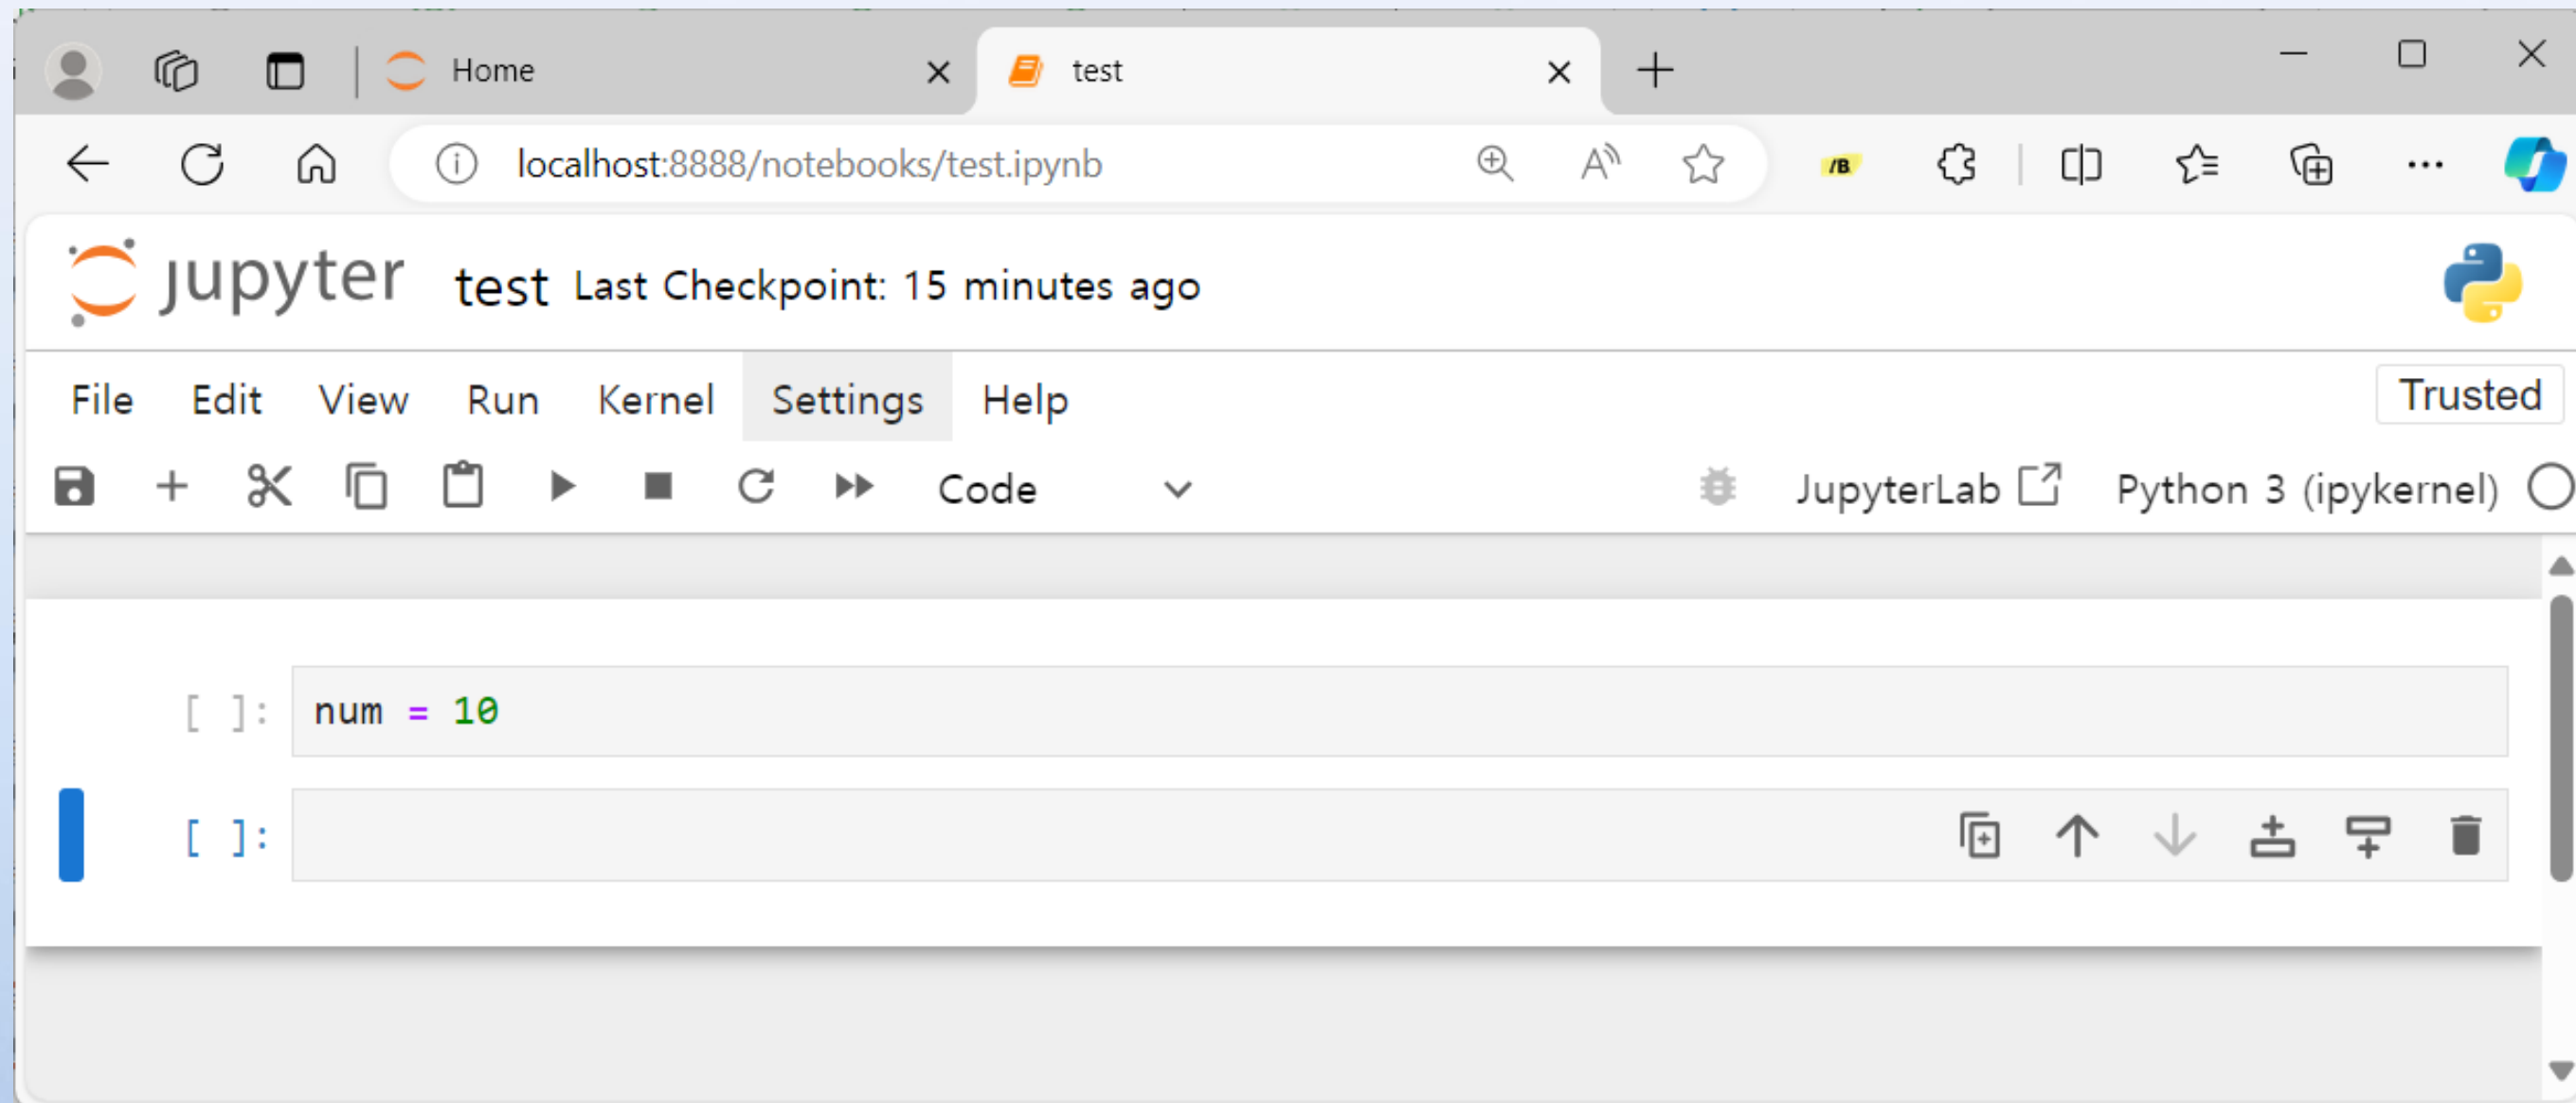 Home
test
localhost:8888/notebooks/test.ipynb
/B
jupyter test Last Checkpoint: 15 minutes ago
File Edit View Run Kernel Settings Help
Trusted
Code
JupyterLab
Python 3 (ipykernel)
[ ]: num = 10
[ ]: